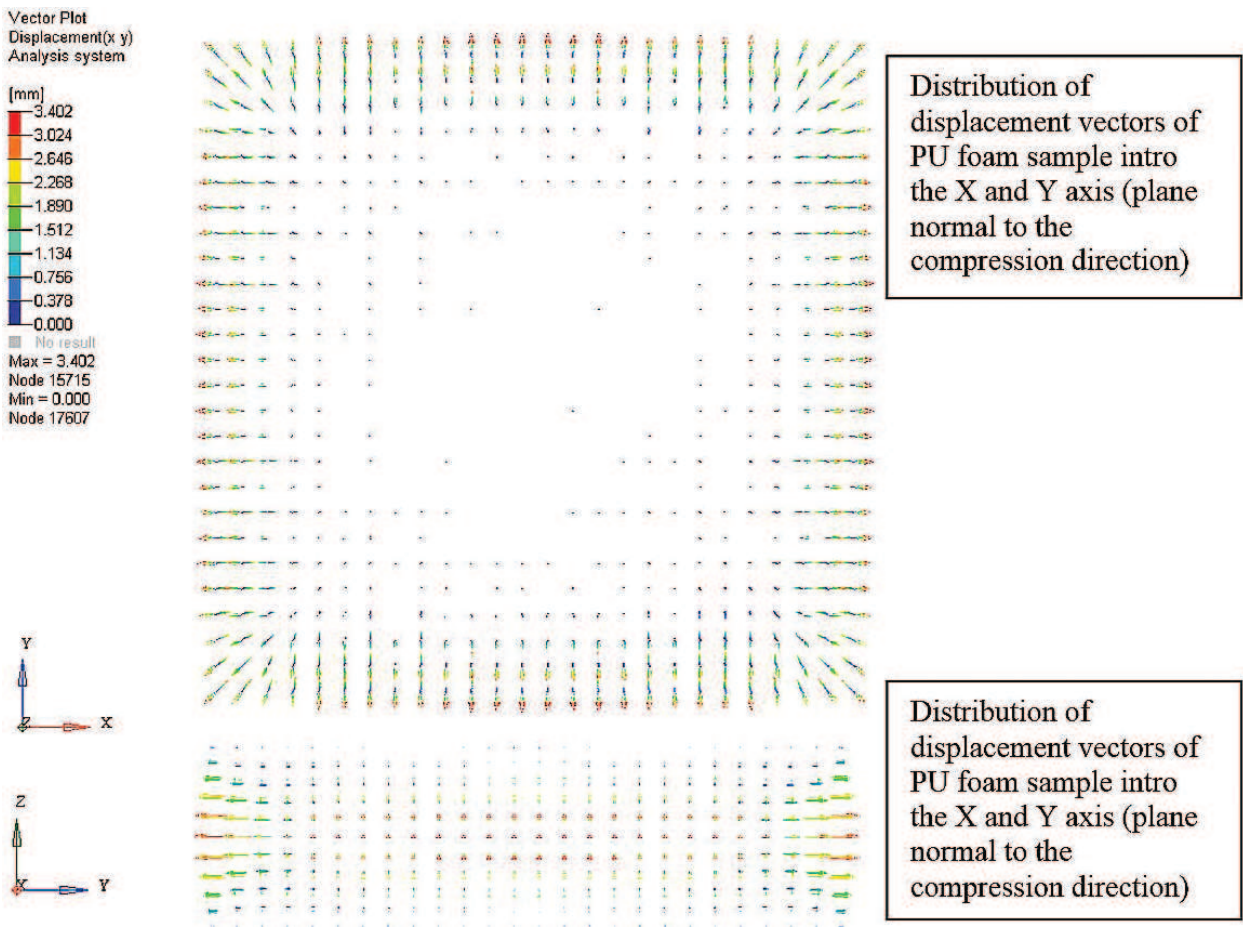 Vector Plot
Displacement(x y)
Analysis system
[mm]
3.402
3.024
2.646
2.268
1.890
1.512
1.134
0.756
0.378
0.000
No result
Max = 3.402
Node 15715
Min = 0.000
Node 17607
Distribution of
displacement vectors of
PU foam sample intro
the X and Y axis (plane
normal to the
compression direction)
Y
Z X
Z
X Y
Distribution of
displacement vectors of
PU foam sample intro
the X and Y axis (plane
normal to the
compression direction)